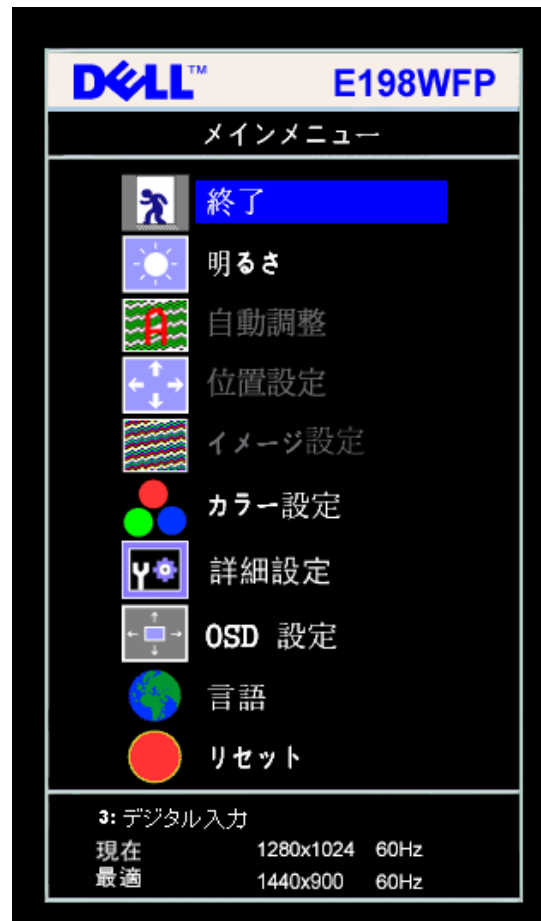 DELL™ E198WFP
メインメニュー
終了
明るさ
自動調整
位置設定
イメージ設定
カラー設定
詳細設定
OSD 設定
言語
リセット
3: デジタル入力
現在 1280x1024 60Hz
最適 1440x900 60Hz